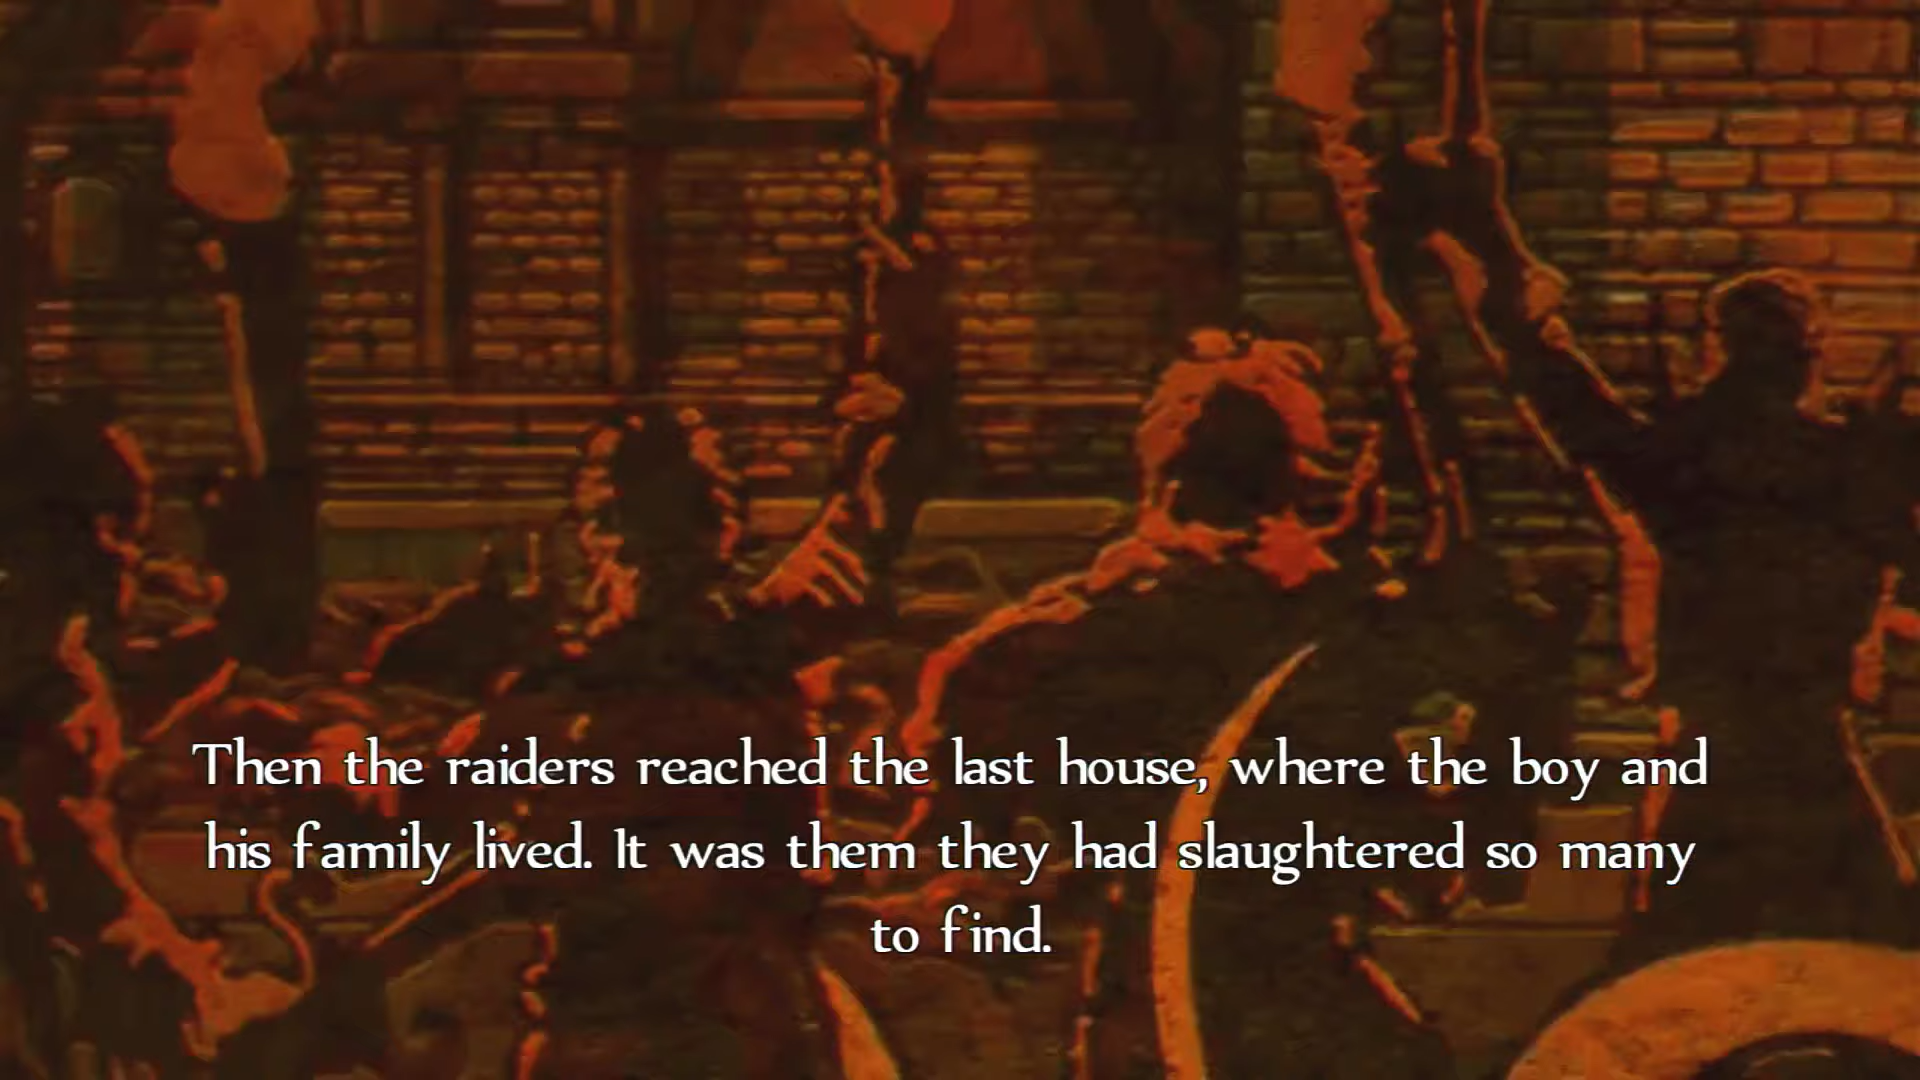 Then the raiders reached the last house, where the boy and
his family lived. It was them they had slaughtered so many
to find.